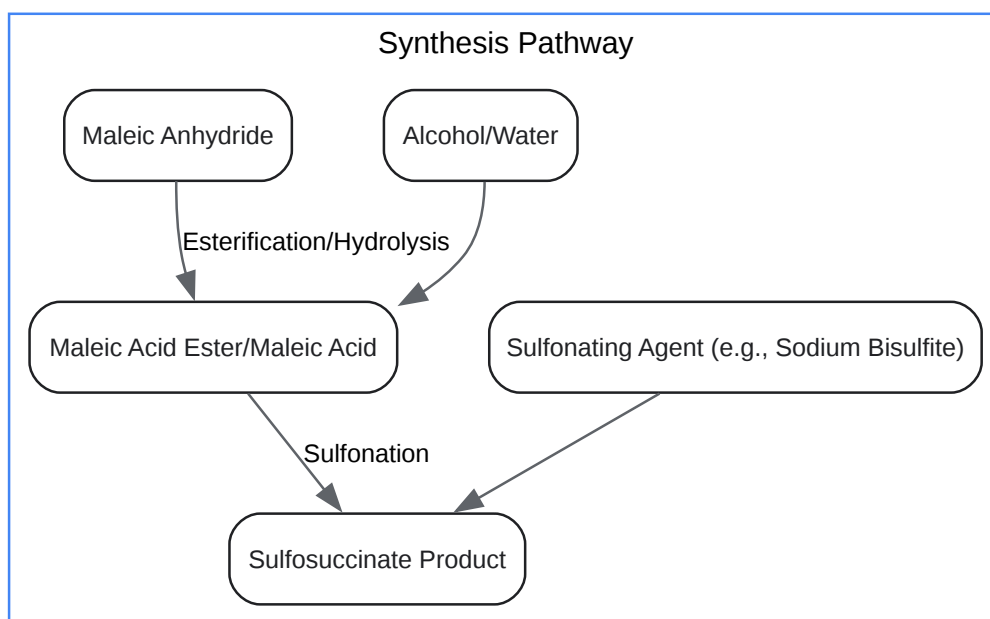 Synthesis Pathway
Maleic Anhydride
Alcohol/Water
Esterification/Hydrolysis
Maleic Acid Ester/Maleic Acid
Sulfonating Agent (e.g., Sodium Bisulfite)
Sulfonation
Sulfosuccinate Product